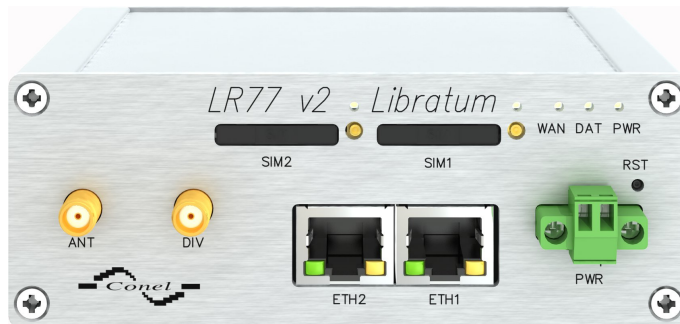 LR77 v2 Libratum
WAN DAT PWR
SIM2 SIM1
RST
ANT DIV
PWR
Conel
ETH2 ETH1